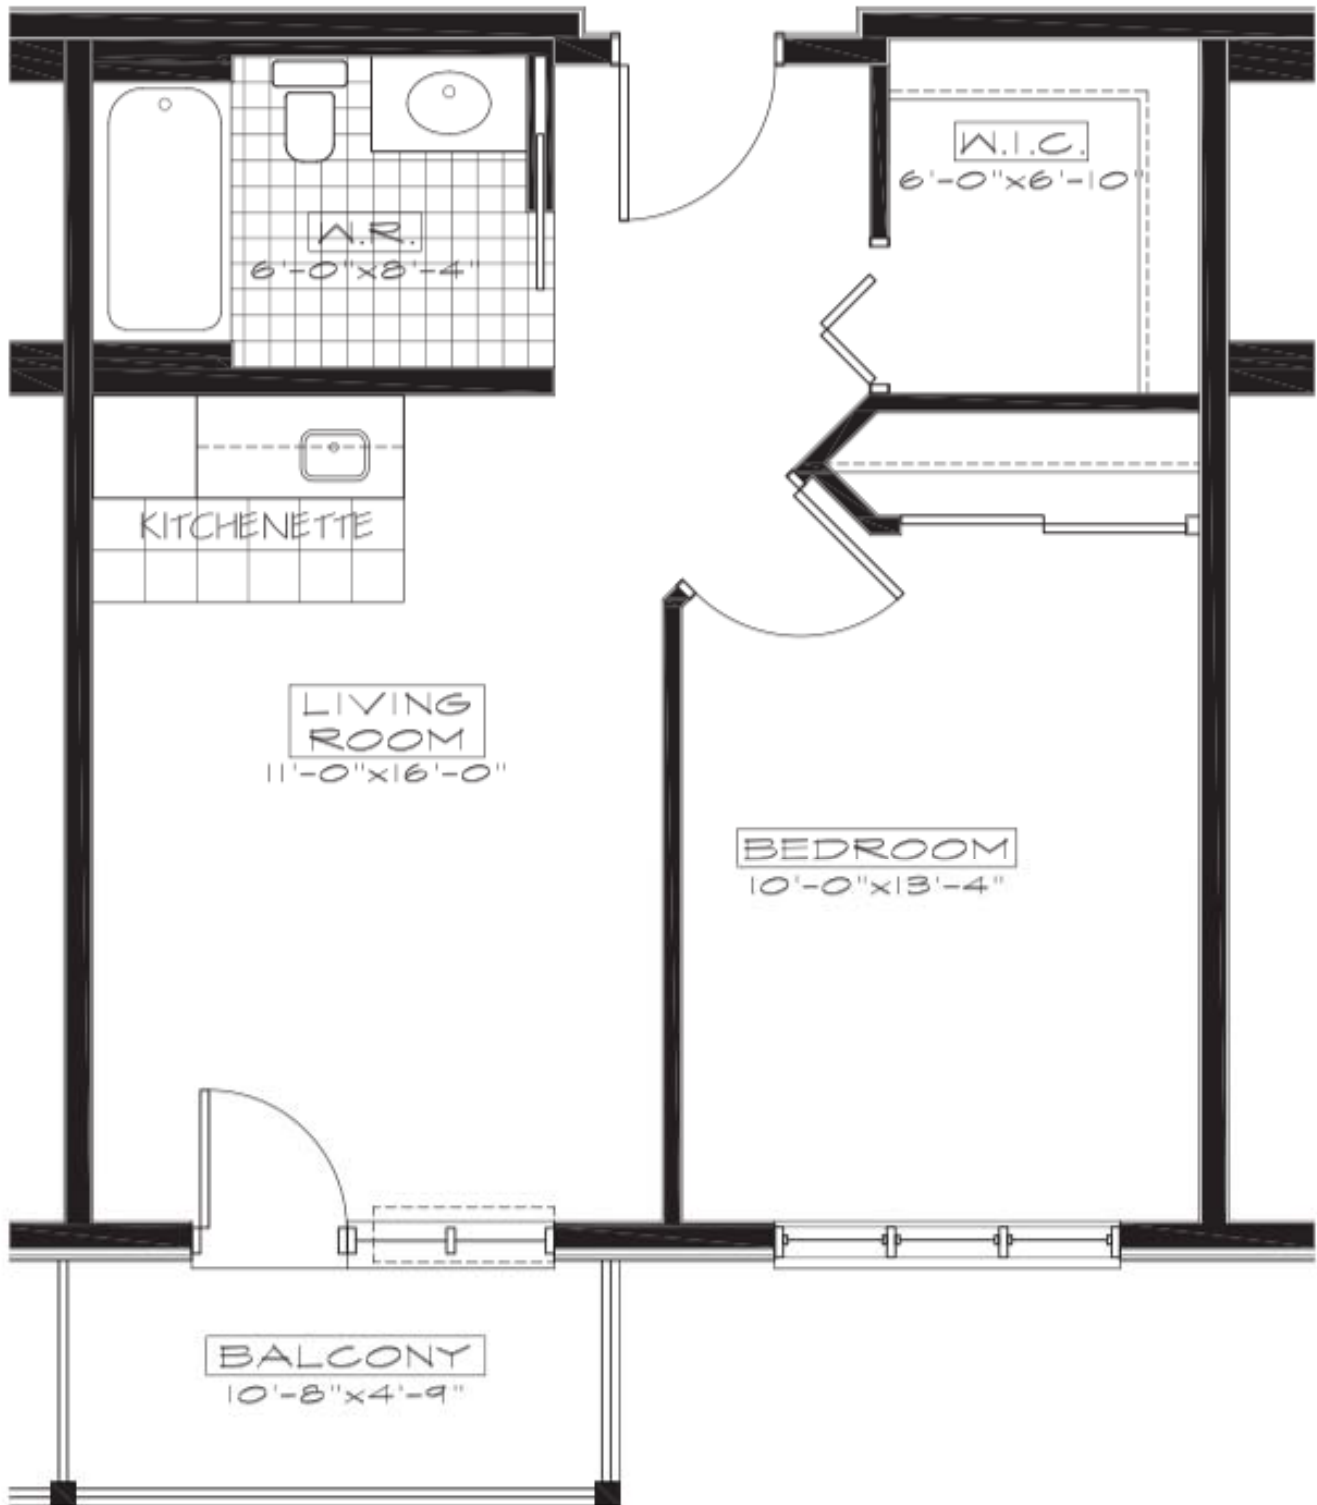 W.I.C.
6'-0"x6'-10"
W.R.
6'-0"x8'-4"
KITCHENETTE
LIVING
ROOM
11'-0"x16'-0"
BEDROOM
10'-0"x13'-4"
BALCONY
10'-8"x4'-9"